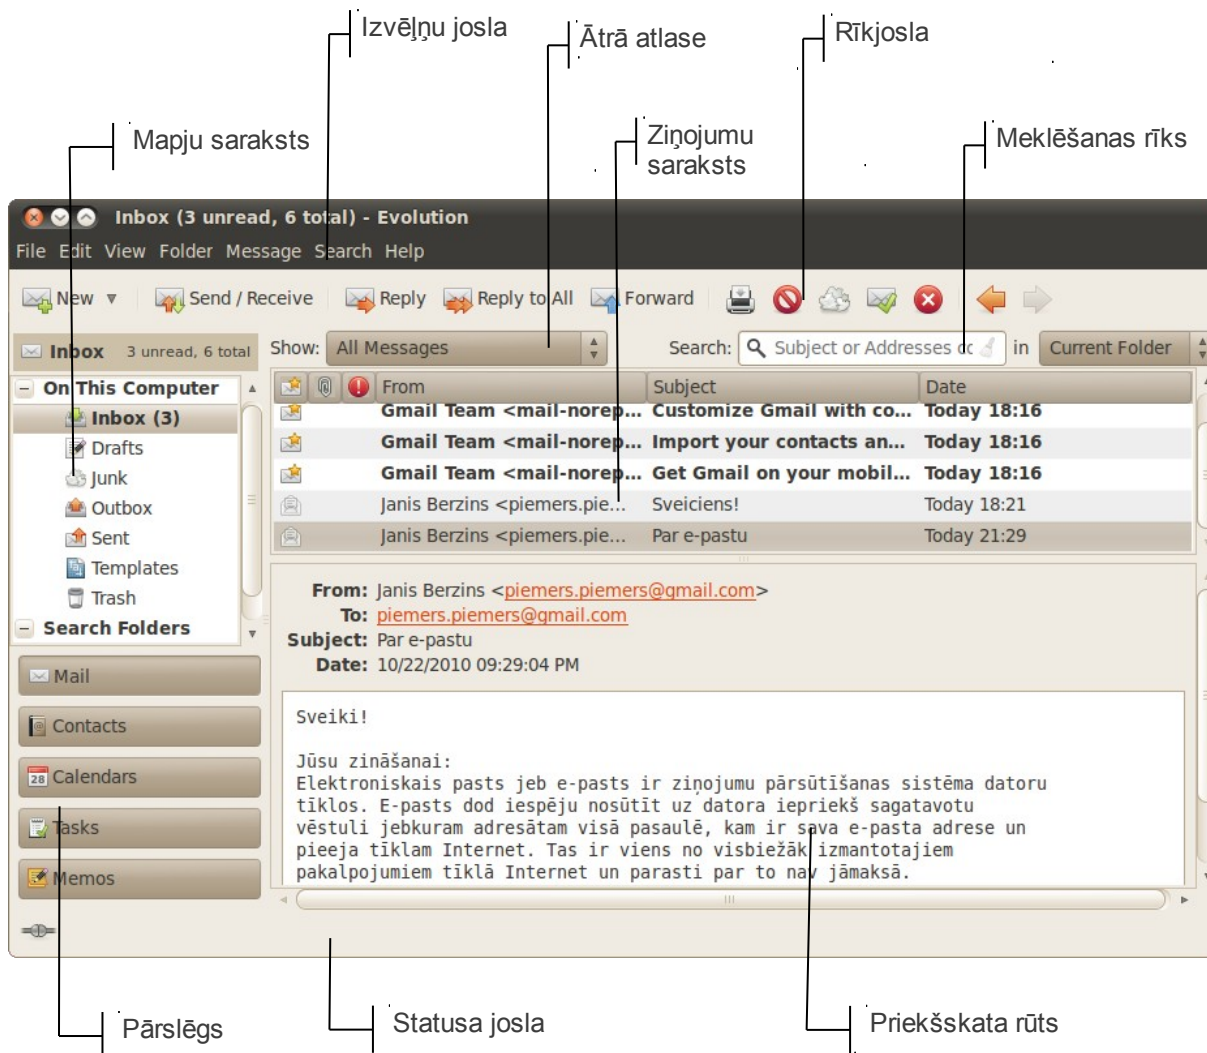 Izvēļņu josla
Ātrā atlase
Rīkjosla
Mapju saraksts
Ziņojumu
saraksts
Meklēšanas rīks
Inbox (3 unread, 6 total) - Evolution
File Edit View Folder Message Search Help
New Send / Receive Reply Reply to All Forward
Inbox 3 unread, 6 total
Show: All Messages
Search: Subject or Addresses co in Current Folder
On This Computer
Inbox (3)
Drafts
Junk
Outbox
Sent
Templates
Trash
Search Folders
From Subject Date
Gmail Team <mail-norep... Customize Gmail with co... Today 18:16
Gmail Team <mail-norep... Import your contacts an... Today 18:16
Gmail Team <mail-norep... Get Gmail on your mobil... Today 18:16
Janis Berzins <piemers.pie... Sveiciens! Today 18:21
Janis Berzins <piemers.pie... Par e-pastu Today 21:29
From: Janis Berzins <piemers.piemers@gmail.com>
To: piemers.piemers@gmail.com
Subject: Par e-pastu
Date: 10/22/2010 09:29:04 PM
Mail
Contacts
28 Calendars
Tasks
Memos
Sveiki!
Jūsu zināšanai:
Elektroniskais pasts jeb e-pasts ir ziņojumu pārsūtīšanas sistēma datoru
tīklos. E-pasts dod iespēju nosūtīt uz datora iepriekš sagatavotu
vēstuli jebkuram adresātam visā pasaulē, kam ir sava e-pasta adrese un
pieeja tīklam Internet. Tas ir viens no visbiežāk izmantotajiem
pakalpojumiem tīklā Internet un parasti par to nav jāmaksā.
Pārslēgs
Statusa josla
Priekšskata rūts